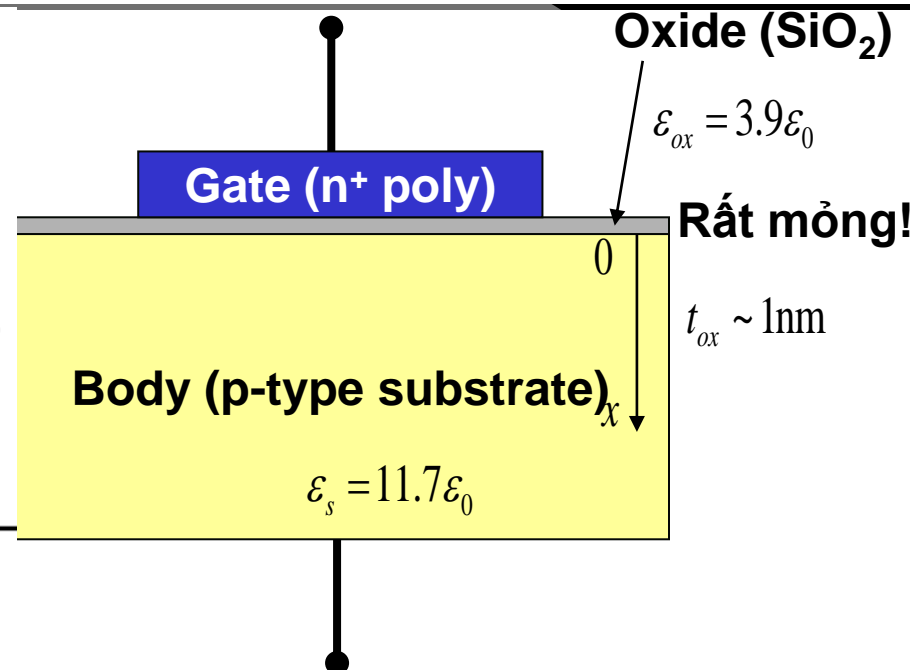 Oxide (SiO₂)
εₒₓ = 3.9ε₀
Gate (n⁺ poly)
Rất mỏng!
0
tₒₓ ~ 1nm
Body (p-type substrate)
x
εₛ = 11.7ε₀